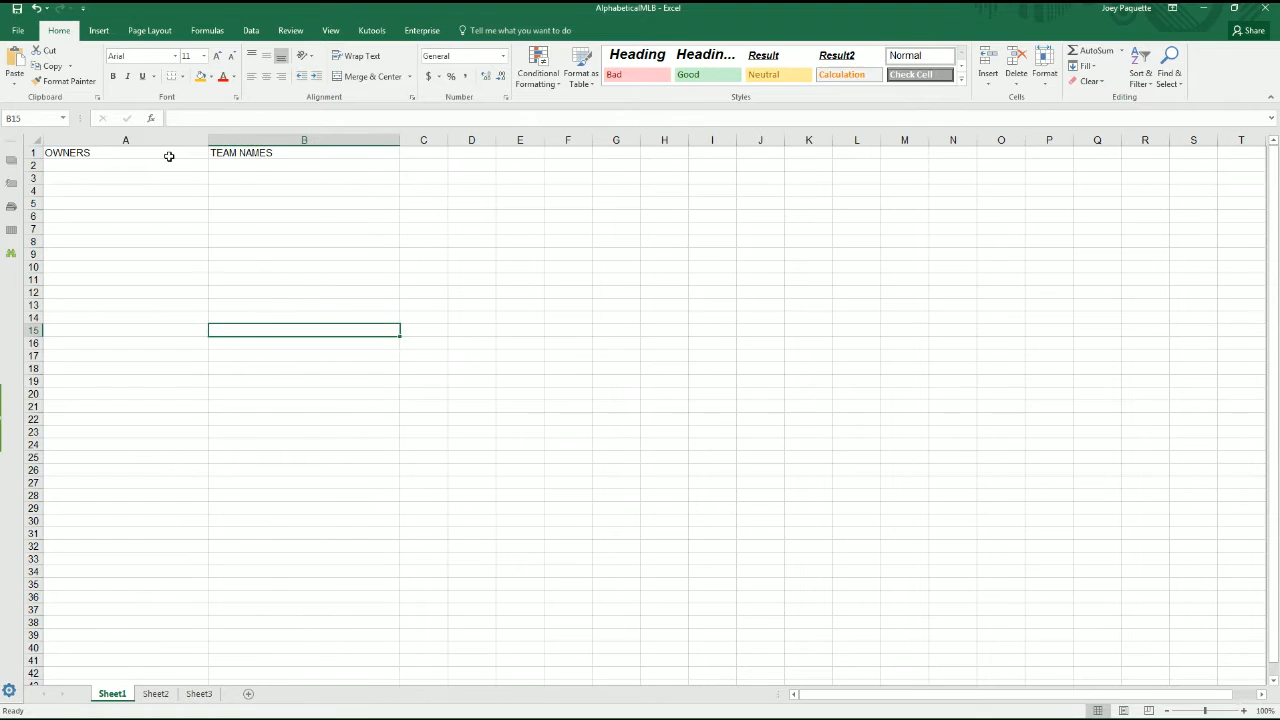 AlphabeticalMLB - Excel
Joey Paquette
File Home Insert Page Layout Formulas Data Review View Kutools Enterprise Tell me what you want to do Share
Cut
Copy
Format Painter
Paste
Clipboard
Arial 11
B I U
Font
Wrap Text
Merge & Center
Alignment
General
$ % ,
Number
Conditional Formatting
Format as Table
Heading Headin... Result Result2 Normal
Bad Good Neutral Calculation Check Cell
Styles
Insert Delete Format
Cells
AutoSum
Fill
Clear
Sort & Filter
Find & Select
Editing
B15 fx
A B C D E F G H I J K L M N O P Q R S T
1 OWNERS TEAM NAMES
2
3
4
5
6
7
8
9
10
11
12
13
14
15
16
17
18
19
20
21
22
23
24
25
26
27
28
29
30
31
32
33
34
35
36
37
38
39
40
41
42
Sheet1 Sheet2 Sheet3
Ready
100%